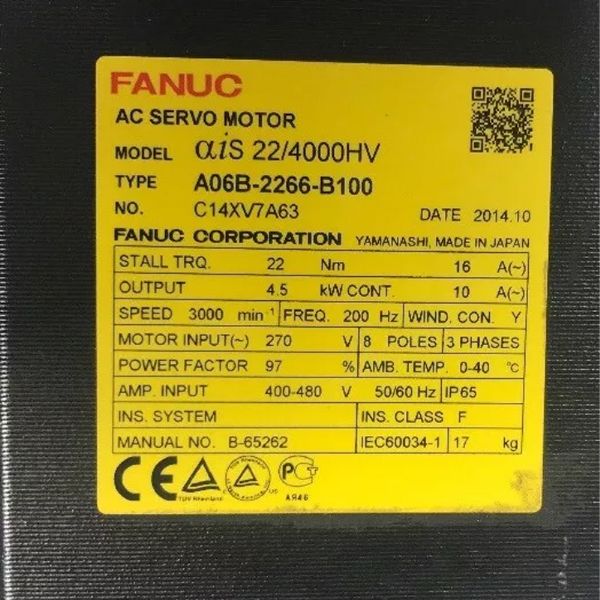 FANUC
AC SERVO MOTOR
MODEL αiS 22/4000HV
TYPE A06B-2266-B100
NO. C14XV7A63 DATE 2014.10
FANUC CORPORATION YAMANASHI, MADE IN JAPAN
STALL TRQ. 22 Nm 16 A(~)
OUTPUT 4.5 kW CONT. 10 A(~)
SPEED 3000 min⁻¹ FREQ. 200 Hz WIND. CON. Y
MOTOR INPUT(~) 270 V 8 POLES 3 PHASES
POWER FACTOR 97 % AMB. TEMP. 0-40 ℃
AMP. INPUT 400-480 V 50/60 Hz IP65
INS. SYSTEM INS. CLASS F
MANUAL NO. B-65262 IEC60034-1 17 kg
CE
TÜV Rheinland
C US
АЯ46